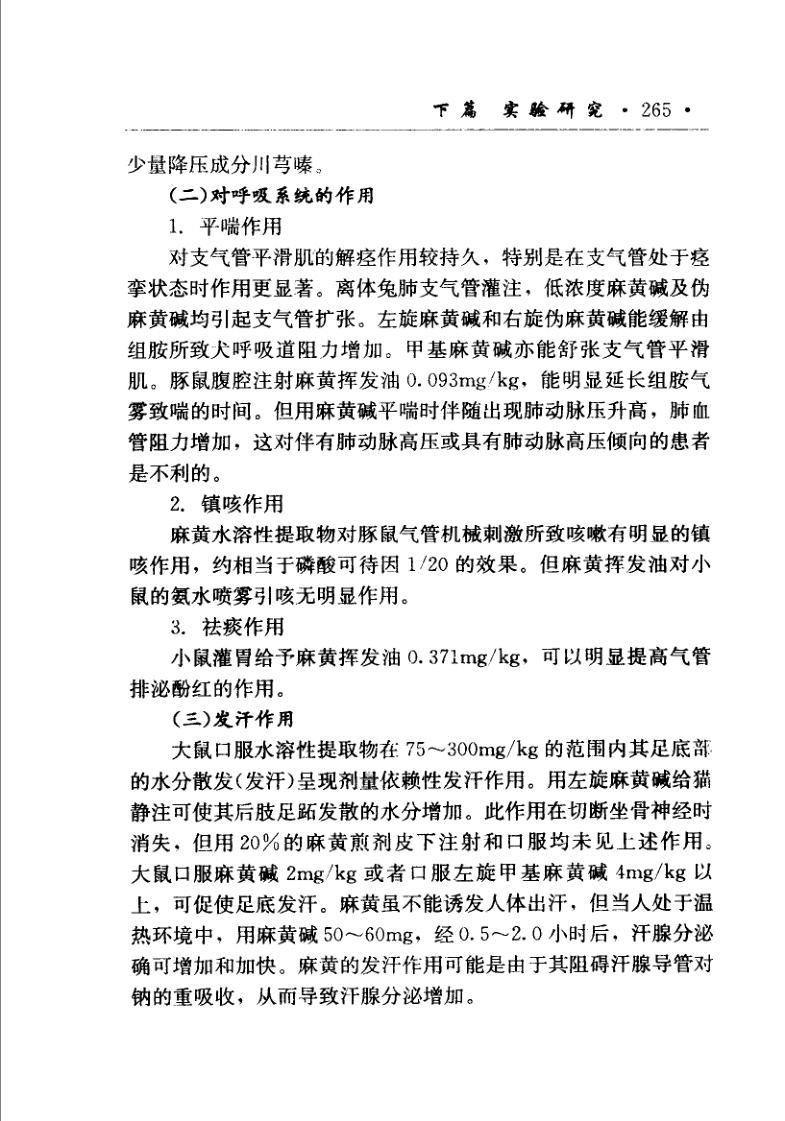 下篇 实验研究 · 265 ·
少量降压成分川芎嗪。
(二)对呼吸系统的作用
1. 平喘作用
对支气管平滑肌的解痉作用较持久，特别是在支气管处于痉
挛状态时作用更显著。离体兔肺支气管灌注，低浓度麻黄碱及伪
麻黄碱均引起支气管扩张。左旋麻黄碱和右旋伪麻黄碱能缓解由
组胺所致犬呼吸道阻力增加。甲基麻黄碱亦能舒张支气管平滑
肌。豚鼠腹腔注射麻黄挥发油 0.093mg/kg，能明显延长组胺气
雾致喘的时间。但用麻黄碱平喘时伴随出现肺动脉压升高，肺血
管阻力增加，这对伴有肺动脉高压或具有肺动脉高压倾向的患者
是不利的。
2. 镇咳作用
麻黄水溶性提取物对豚鼠气管机械刺激所致咳嗽有明显的镇
咳作用，约相当于磷酸可待因 1/20 的效果。但麻黄挥发油对小
鼠的氨水喷雾引咳无明显作用。
3. 祛痰作用
小鼠灌胃给予麻黄挥发油 0.371mg/kg，可以明显提高气管
排泌酚红的作用。
(三)发汗作用
大鼠口服水溶性提取物在 75～300mg/kg 的范围内其足底部
的水分散发(发汗)呈现剂量依赖性发汗作用。用左旋麻黄碱给猫
静注可使其后肢足跖发散的水分增加。此作用在切断坐骨神经时
消失，但用 20％的麻黄煎剂皮下注射和口服均未见上述作用。
大鼠口服麻黄碱 2mg/kg 或者口服左旋甲基麻黄碱 4mg/kg 以
上，可促使足底发汗。麻黄虽不能诱发人体出汗，但当人处于温
热环境中，用麻黄碱 50～60mg，经 0.5～2.0 小时后，汗腺分泌
确可增加和加快。麻黄的发汗作用可能是由于其阻碍汗腺导管对
钠的重吸收，从而导致汗腺分泌增加。